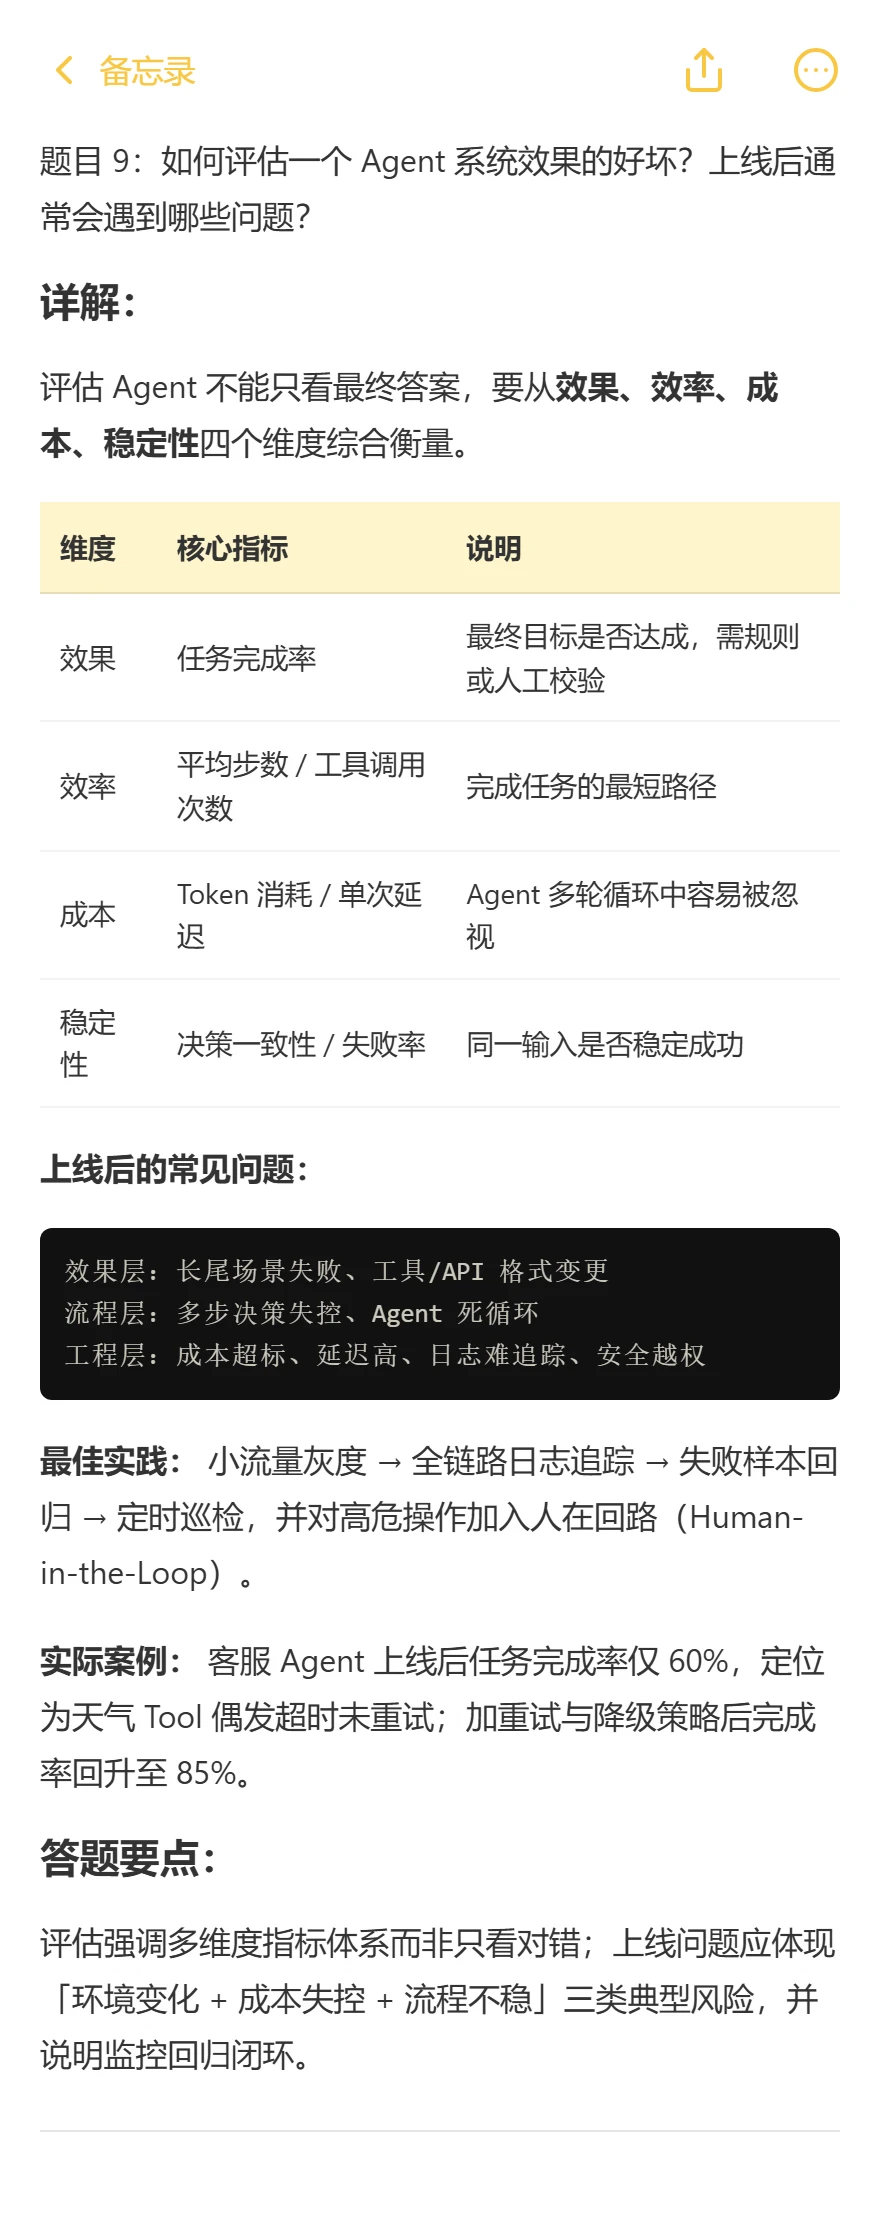 备忘录
题目 9：如何评估一个 Agent 系统效果的好坏？上线后通
常会遇到哪些问题？
详解：
评估 Agent 不能只看最终答案，要从效果、效率、成
本、稳定性四个维度综合衡量。
维度 核心指标 说明
效果 任务完成率 最终目标是否达成，需规则
或人工校验
效率 平均步数 / 工具调用
次数 完成任务的最短路径
成本 Token 消耗 / 单次延
迟 Agent 多轮循环中容易被忽
视
稳定
性 决策一致性 / 失败率 同一输入是否稳定成功
上线后的常见问题：
效果层：长尾场景失败、工具/API 格式变更
流程层：多步决策失控、Agent 死循环
工程层：成本超标、延迟高、日志难追踪、安全越权
最佳实践： 小流量灰度 → 全链路日志追踪 → 失败样本回
归 → 定时巡检，并对高危操作加入人在回路（Human-
in-the-Loop）。
实际案例： 客服 Agent 上线后任务完成率仅 60%，定位
为天气 Tool 偶发超时未重试；加重试与降级策略后完成
率回升至 85%。
答题要点：
评估强调多维度指标体系而非只看对错；上线问题应体现
「环境变化 + 成本失控 + 流程不稳」三类典型风险，并
说明监控回归闭环。